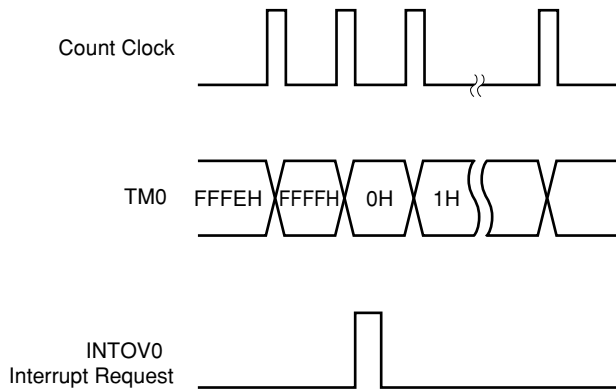 Count Clock
TM0 FFFEH FFFFH 0H 1H
INTOV0
Interrupt Request